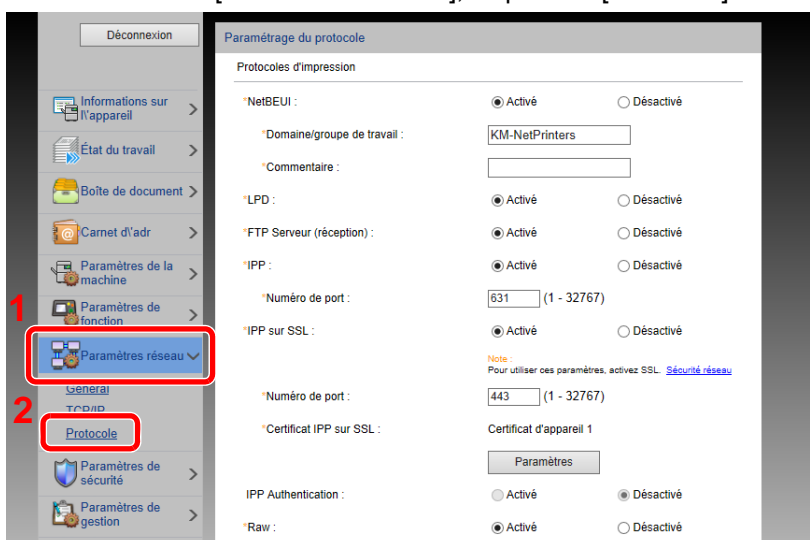 Déconnexion
Paramétrage du protocole
Protocoles d'impression
Informations sur
l\'appareil
État du travail
Boîte de document
Carnet d\'adr
Paramètres de la
machine
1
Paramètres de
fonction
Paramètres réseau
2
Général
TCP/IP
Protocole
Paramètres de
sécurité
Paramètres de
gestion
*NetBEUI : Activé Désactivé
*Domaine/groupe de travail : KM-NetPrinters
*Commentaire :
*LPD : Activé Désactivé
*FTP Serveur (réception) : Activé Désactivé
*IPP : Activé Désactivé
*Numéro de port : 631 (1 - 32767)
*IPP sur SSL : Activé Désactivé
Note :
Pour utiliser ces paramètres, activez SSL. Sécurité réseau
*Numéro de port : 443 (1 - 32767)
*Certificat IPP sur SSL : Certificat d'appareil 1
Paramètres
IPP Authentication : Activé Désactivé
*Raw : Activé Désactivé